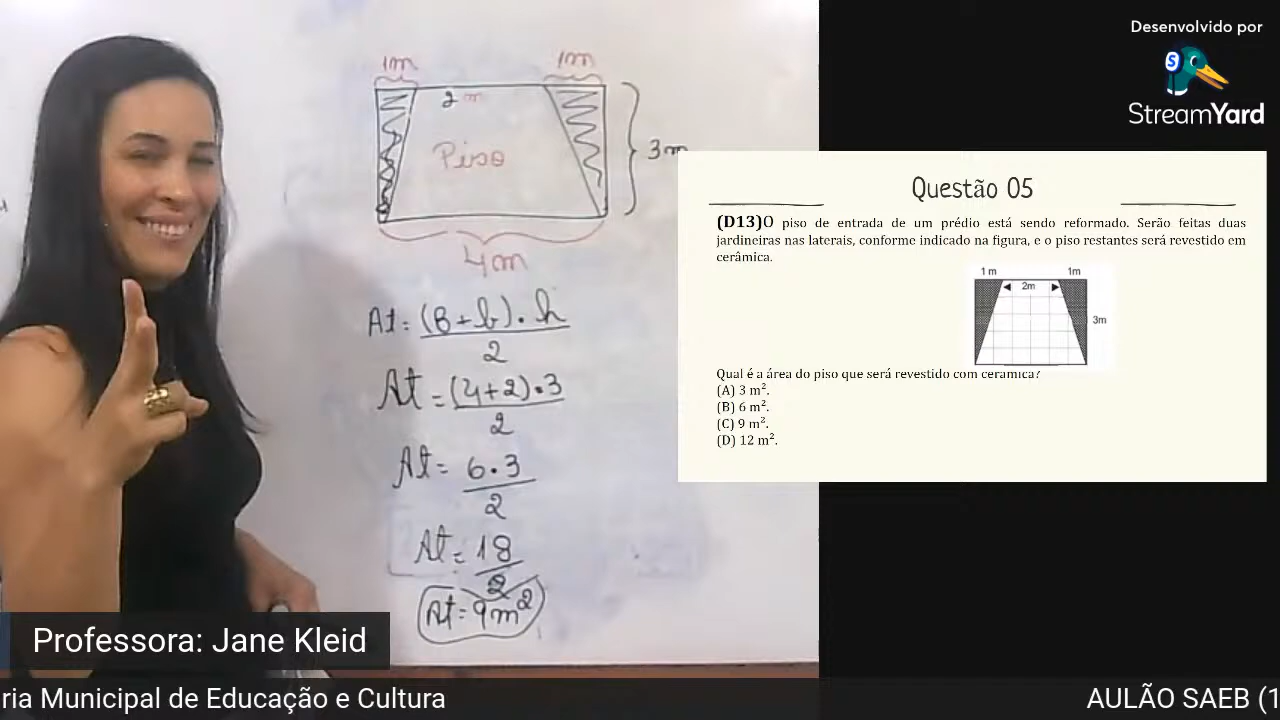 1m 1m
2 m
Piso
3m
4m
At = (B+b).h
2
At = (4+2).3
2
At = 6.3
2
At = 18
2
At = 9m²
Desenvolvido por
StreamYard
Questão 05
(D13)O piso de entrada de um prédio está sendo reformado. Serão feitas duas
jardineiras nas laterais, conforme indicado na figura, e o piso restantes será revestido em
cerâmica.
1 m 1m
2m
3m
Qual é a área do piso que será revestido com cerâmica?
(A) 3 m².
(B) 6 m².
(C) 9 m².
(D) 12 m².
Professora: Jane Kleid
ria Municipal de Educação e Cultura AULÃO SAEB (1